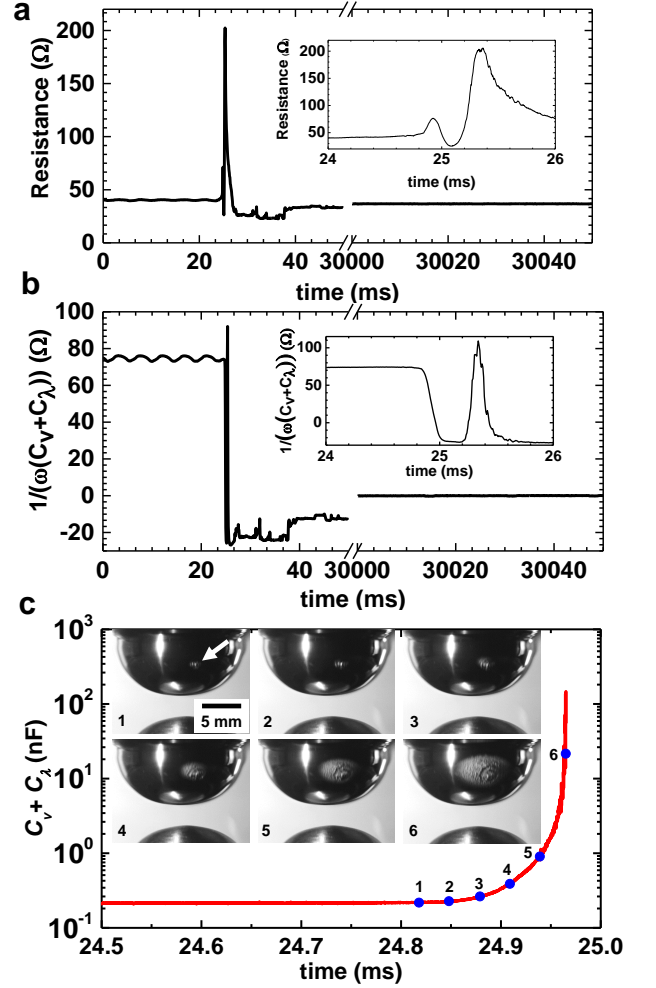 a
Resistance (Ω)
200
150
100
50
0
0 20 40 30000 30020 30040
time (ms)
Resistance (Ω)
200
150
100
50
24 25 26
time (ms)
b
1/(ω(Cᵥ+C_λ)) (Ω)
100
80
60
40
20
0
-20
0 20 40 30000 30020 30040
time (ms)
1/(ω(Cᵥ+C_λ)) (Ω)
100
50
0
24 25 26
time (ms)
c
Cᵥ + C_λ (nF)
10³
10²
10¹
10⁰
10⁻¹
1 5 mm 2 3
4 5 6
1 2 3 4 5 6
24.5 24.6 24.7 24.8 24.9 25.0
time (ms)